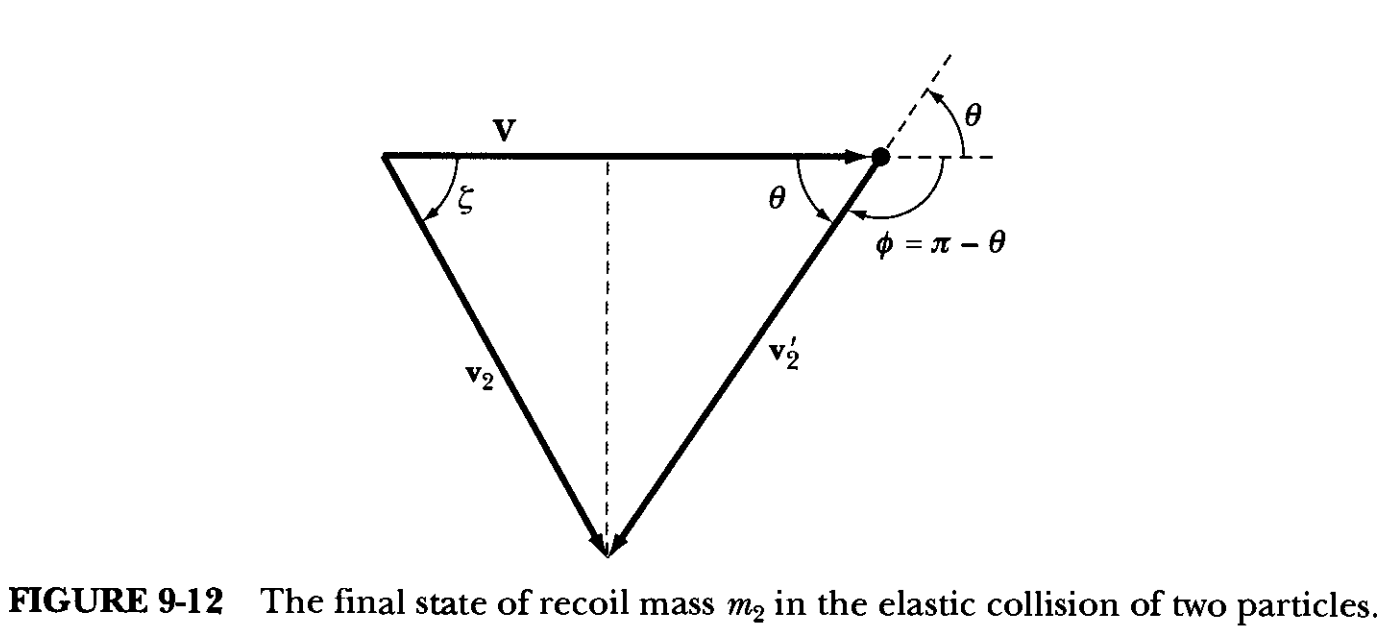 V
θ
ζ
θ
ϕ = π − θ
v₂
v₂′
FIGURE 9-12 The final state of recoil mass m₂ in the elastic collision of two particles.